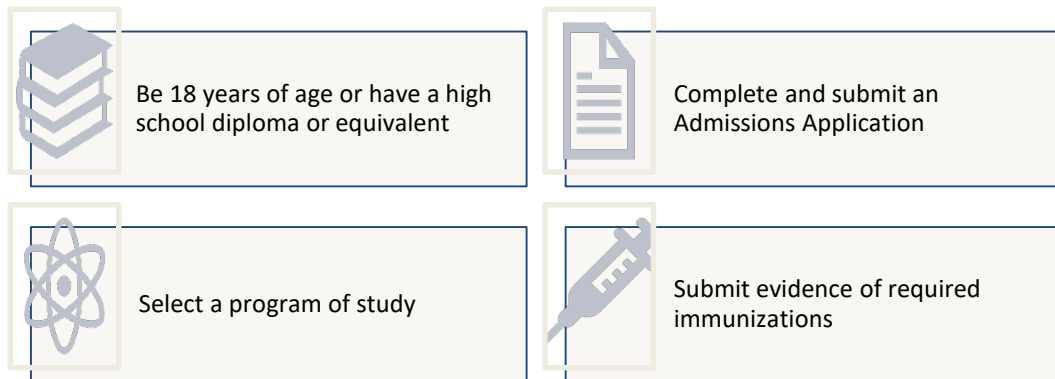 Be 18 years of age or have a high
school diploma or equivalent
Complete and submit an
Admissions Application
Select a program of study
Submit evidence of required
immunizations